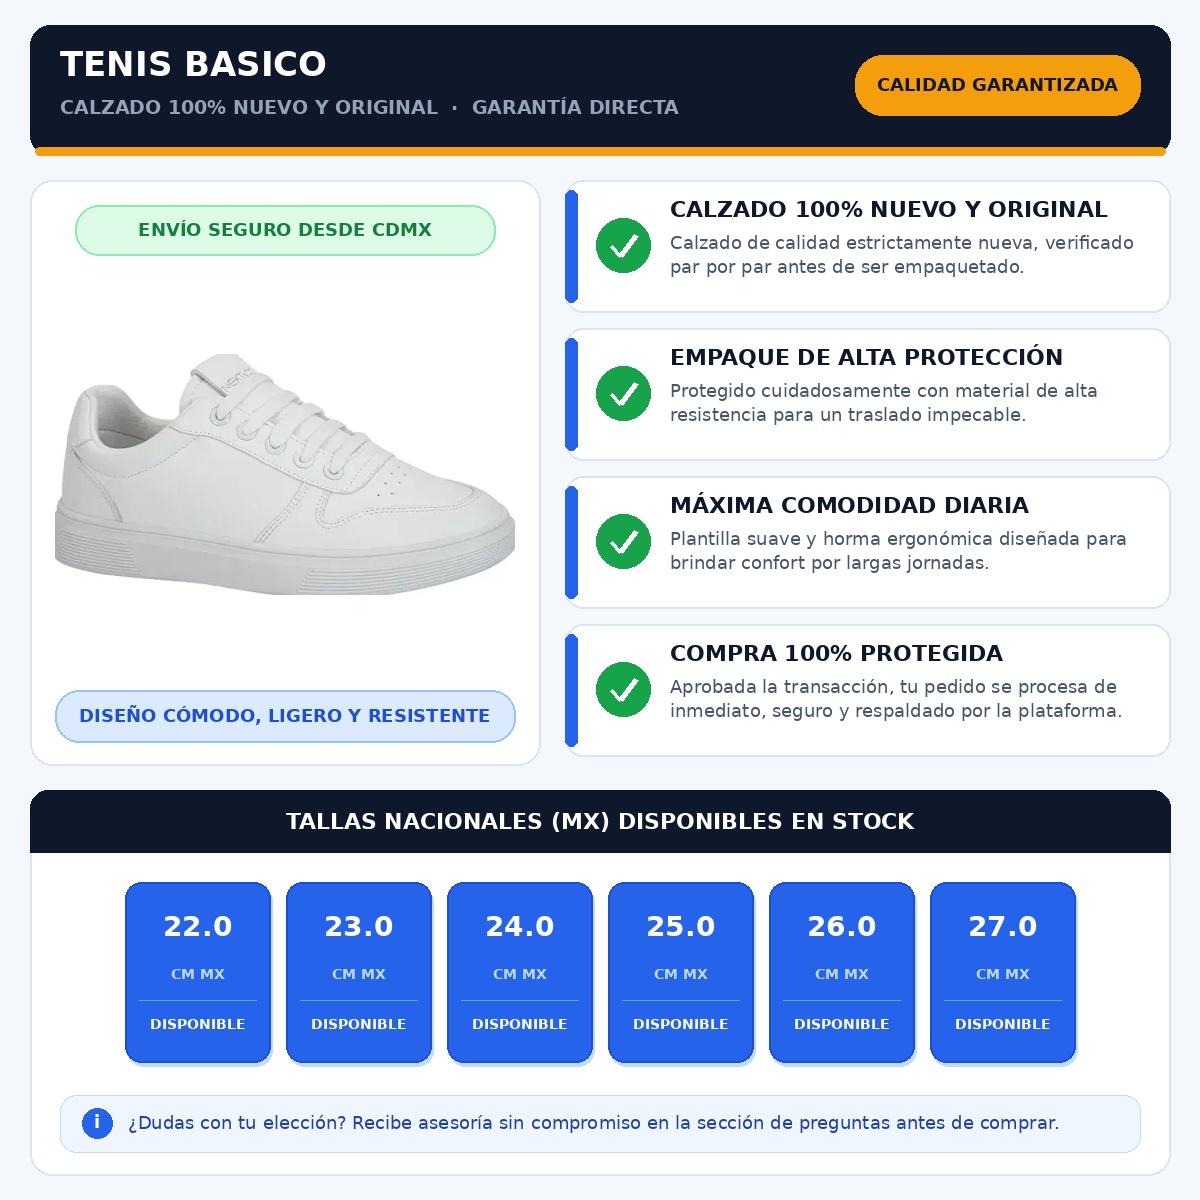 TENIS BASICO
CALZADO 100% NUEVO Y ORIGINAL · GARANTÍA DIRECTA
CALIDAD GARANTIZADA
ENVÍO SEGURO DESDE CDMX
DISEÑO CÓMODO, LIGERO Y RESISTENTE
CALZADO 100% NUEVO Y ORIGINAL
Calzado de calidad estrictamente nueva, verificado
par por par antes de ser empaquetado.
EMPAQUE DE ALTA PROTECCIÓN
Protegido cuidadosamente con material de alta
resistencia para un traslado impecable.
MÁXIMA COMODIDAD DIARIA
Plantilla suave y horma ergonómica diseñada para
brindar confort por largas jornadas.
COMPRA 100% PROTEGIDA
Aprobada la transacción, tu pedido se procesa de
inmediato, seguro y respaldado por la plataforma.
TALLAS NACIONALES (MX) DISPONIBLES EN STOCK
22.0
CM MX
DISPONIBLE
23.0
CM MX
DISPONIBLE
24.0
CM MX
DISPONIBLE
25.0
CM MX
DISPONIBLE
26.0
CM MX
DISPONIBLE
27.0
CM MX
DISPONIBLE
i
¿Dudas con tu elección? Recibe asesoría sin compromiso en la sección de preguntas antes de comprar.